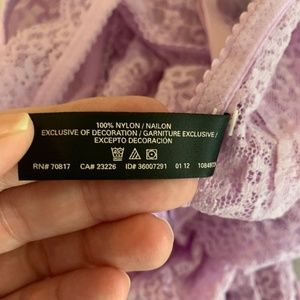 100% NYLON / NAILON
EXCLUSIVE OF DECORATION / GARNITURE EXCLUSIVE /
EXCEPTO DECORACIÓN
RN# 70817 CA# 23226 ID# 36007291 01 12